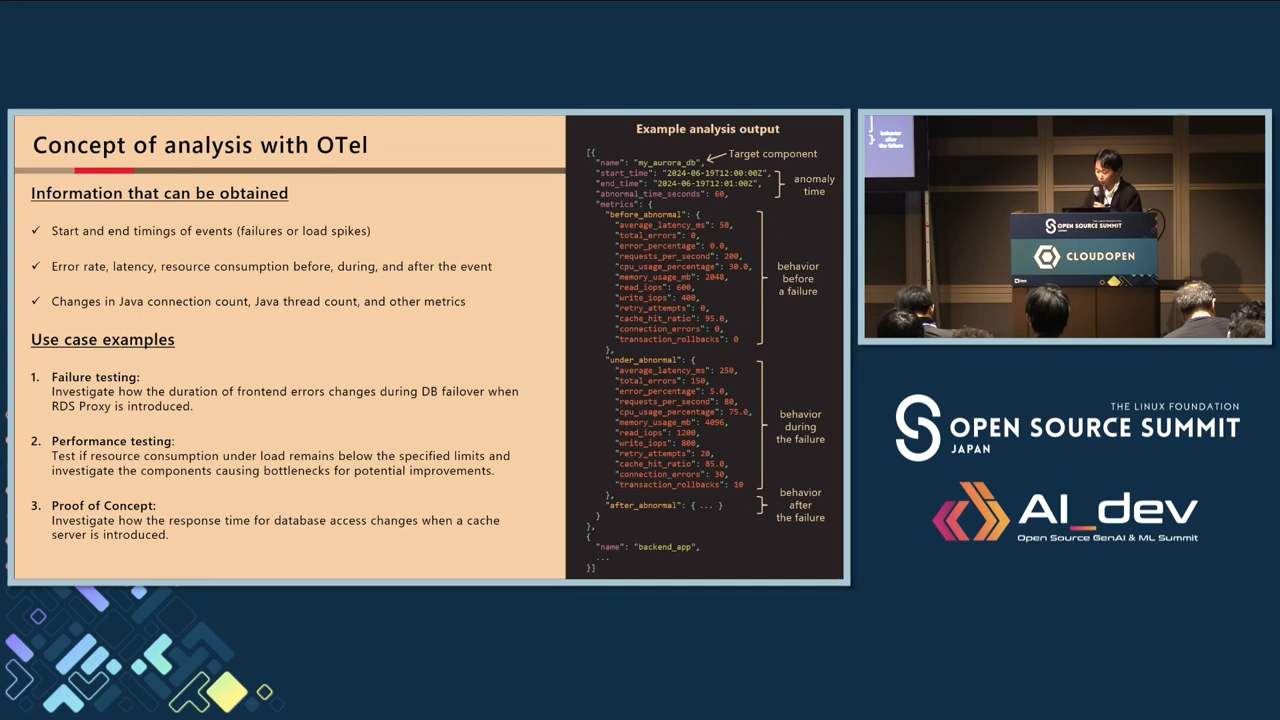 Concept of analysis with OTel
Information that can be obtained
✓ Start and end timings of events (failures or load spikes)
✓ Error rate, latency, resource consumption before, during, and after the event
✓ Changes in Java connection count, Java thread count, and other metrics
Use case examples
1. Failure testing:
Investigate how the duration of frontend errors changes during DB failover when
RDS Proxy is introduced.
2. Performance testing:
Test if resource consumption under load remains below the specified limits and
investigate the components causing bottlenecks for potential improvements.
3. Proof of Concept:
Investigate how the response time for database access changes when a cache
server is introduced.
Example analysis output
[{
"name": "my_aurora_db",
Target component
"start_time": "2024-06-19T12:00:00Z",
"end_time": "2024-06-19T12:01:00Z",
"abnormal_time_seconds": 60,
anomaly
time
"metrics": {
"before_abnormal": {
"average_latency_ms": 50,
"total_errors": 0,
"error_percentage": 0.0,
"requests_per_second": 200,
"cpu_usage_percentage": 30.0,
"memory_usage_mb": 2048,
"read_iops": 600,
"write_iops": 400,
"retry_attempts": 0,
"cache_hit_ratio": 95.0,
"connection_errors": 0,
"transaction_rollbacks": 0
},
behavior
before
a failure
"under_abnormal": {
"average_latency_ms": 250,
"total_errors": 150,
"error_percentage": 5.0,
"requests_per_second": 80,
"cpu_usage_percentage": 75.0,
"memory_usage_mb": 4096,
"read_iops": 1200,
"write_iops": 800,
"retry_attempts": 20,
"cache_hit_ratio": 85.0,
"connection_errors": 30,
"transaction_rollbacks": 10
},
behavior
during
the failure
"after_abnormal": { ... }
behavior
after
the failure
}
},
{
"name": "backend_app",
...
}]
behavior
after
the failure
THE LINUX FOUNDATION
OPEN SOURCE SUMMIT
JAPAN
CLOUDOPEN
THE LINUX FOUNDATION
OPEN SOURCE SUMMIT
JAPAN
AI_dev
Open Source GenAI & ML Summit